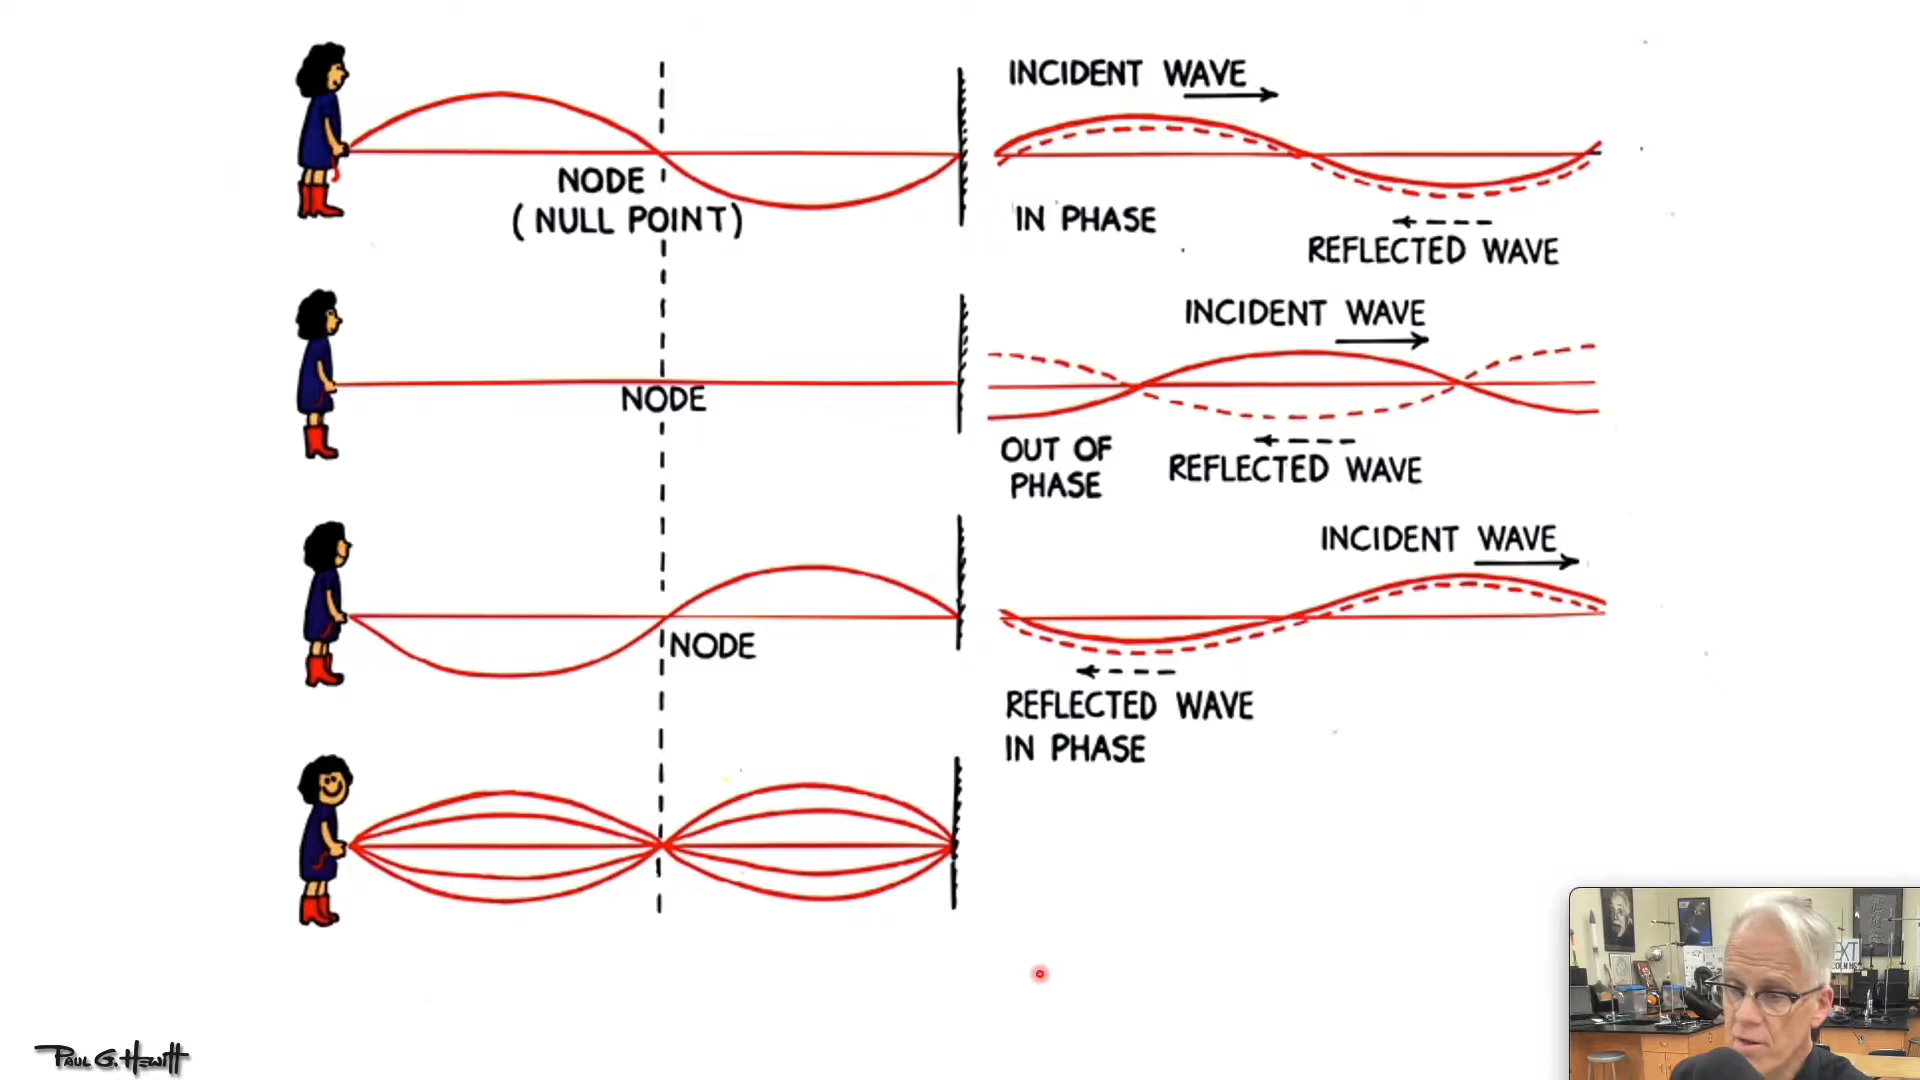 INCIDENT WAVE
NODE
(NULL POINT)
IN PHASE
REFLECTED WAVE
INCIDENT WAVE
NODE
OUT OF
PHASE
REFLECTED WAVE
INCIDENT WAVE
NODE
REFLECTED WAVE
IN PHASE
PAUL G. HEWITT